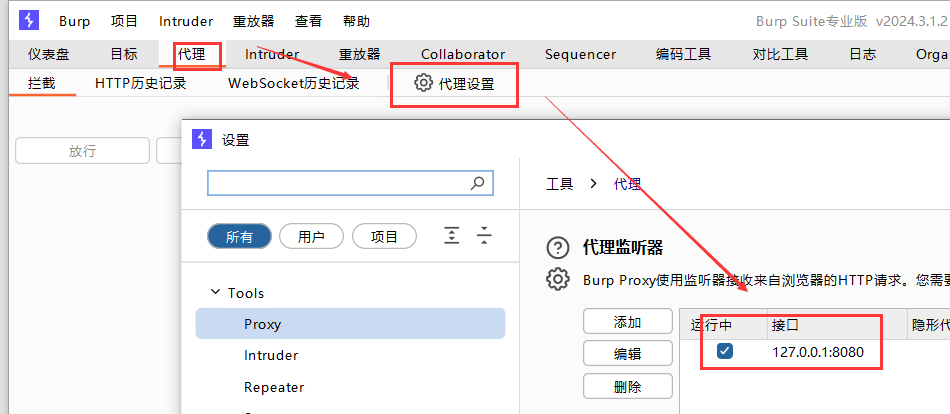 Burp 项目 Intruder 重放器 查看 帮助 Burp Suite专业版 v2024.3.1.2
仪表盘 目标 代理 Intruder 重放器 Collaborator Sequencer 编码工具 对比工具 日志 Orga
拦截 HTTP历史记录 WebSocket历史记录 代理设置
放行
设置
工具 > 代理
所有 用户 项目
代理监听器
Burp Proxy使用监听器接收来自浏览器的HTTP请求。您需要
Tools
Proxy
Intruder
Repeater
添加
编辑
删除
运行中 接口 隐形代
127.0.0.1:8080